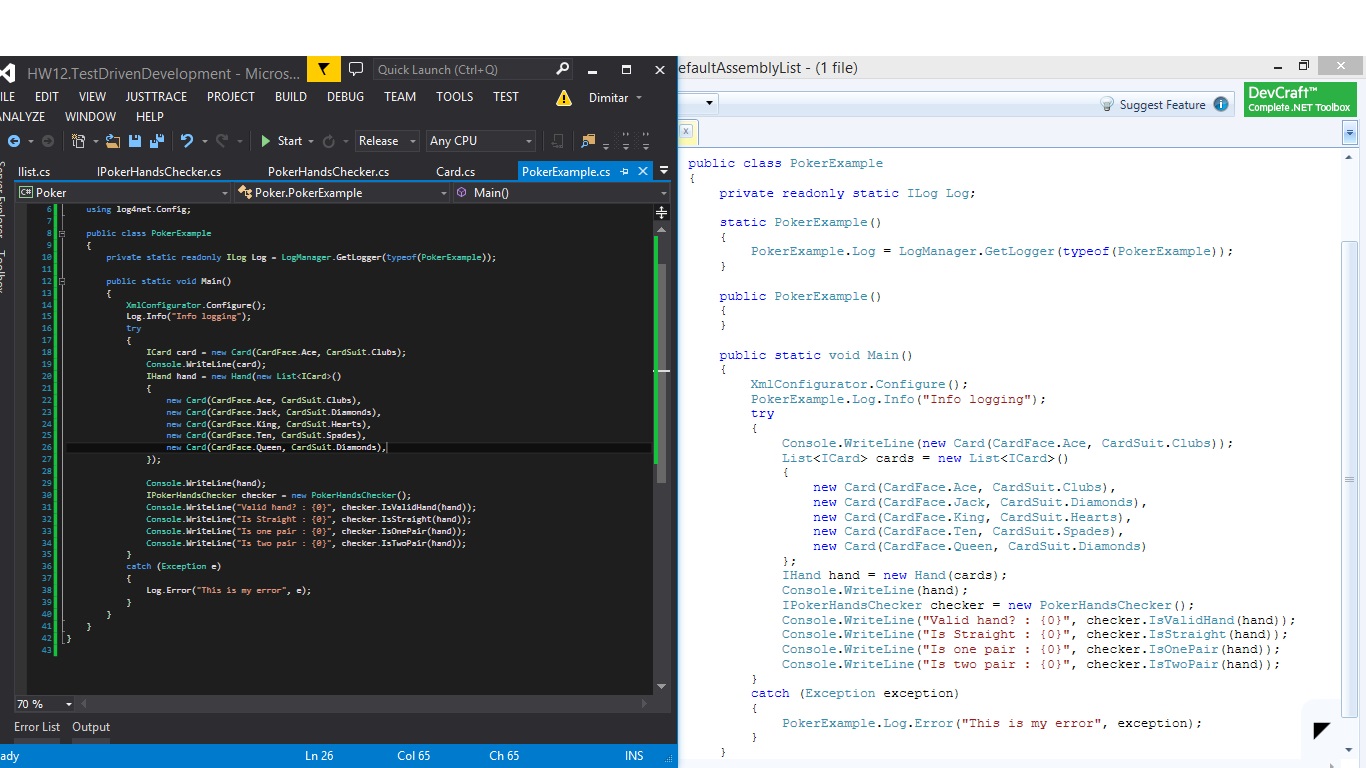 HW12.TestDrivenDevelopment - Micros...
Quick Launch (Ctrl+Q)
ILE EDIT VIEW JUSTTRACE PROJECT BUILD DEBUG TEAM TOOLS TEST Dimitar
ANALYZE WINDOW HELP
Start Release Any CPU
llist.cs IPokerHandsChecker.cs PokerHandsChecker.cs Card.cs PokerExample.cs
C# Poker Poker.PokerExample Main()
Server Explorer
Toolbox
6 using log4net.Config;
7
8 public class PokerExample
9 {
10 private static readonly ILog Log = LogManager.GetLogger(typeof(PokerExample));
11
12 public static void Main()
13 {
14 XmlConfigurator.Configure();
15 Log.Info("Info logging");
16 try
17 {
18 ICard card = new Card(CardFace.Ace, CardSuit.Clubs);
19 Console.WriteLine(card);
20 IHand hand = new Hand(new List<ICard>()
21 {
22 new Card(CardFace.Ace, CardSuit.Clubs),
23 new Card(CardFace.Jack, CardSuit.Diamonds),
24 new Card(CardFace.King, CardSuit.Hearts),
25 new Card(CardFace.Ten, CardSuit.Spades),
26 new Card(CardFace.Queen, CardSuit.Diamonds),
27 });
28
29 Console.WriteLine(hand);
30 IPokerHandsChecker checker = new PokerHandsChecker();
31 Console.WriteLine("Valid hand? : {0}", checker.IsValidHand(hand));
32 Console.WriteLine("Is Straight : {0}", checker.IsStraight(hand));
33 Console.WriteLine("Is one pair : {0}", checker.IsOnePair(hand));
34 Console.WriteLine("Is two pair : {0}", checker.IsTwoPair(hand));
35 }
36 catch (Exception e)
37 {
38 Log.Error("This is my error", e);
39 }
40 }
41 }
42 }
43
70 %
Error List Output
ady Ln 26 Col 65 Ch 65 INS
efaultAssemblyList - (1 file)
Suggest Feature
DevCraft™
Complete .NET Toolbox
public class PokerExample
{
private readonly static ILog Log;
static PokerExample()
{
PokerExample.Log = LogManager.GetLogger(typeof(PokerExample));
}
public PokerExample()
{
}
public static void Main()
{
XmlConfigurator.Configure();
PokerExample.Log.Info("Info logging");
try
{
Console.WriteLine(new Card(CardFace.Ace, CardSuit.Clubs));
List<ICard> cards = new List<ICard>()
{
new Card(CardFace.Ace, CardSuit.Clubs),
new Card(CardFace.Jack, CardSuit.Diamonds),
new Card(CardFace.King, CardSuit.Hearts),
new Card(CardFace.Ten, CardSuit.Spades),
new Card(CardFace.Queen, CardSuit.Diamonds)
};
IHand hand = new Hand(cards);
Console.WriteLine(hand);
IPokerHandsChecker checker = new PokerHandsChecker();
Console.WriteLine("Valid hand? : {0}", checker.IsValidHand(hand));
Console.WriteLine("Is Straight : {0}", checker.IsStraight(hand));
Console.WriteLine("Is one pair : {0}", checker.IsOnePair(hand));
Console.WriteLine("Is two pair : {0}", checker.IsTwoPair(hand));
}
catch (Exception exception)
{
PokerExample.Log.Error("This is my error", exception);
}
}